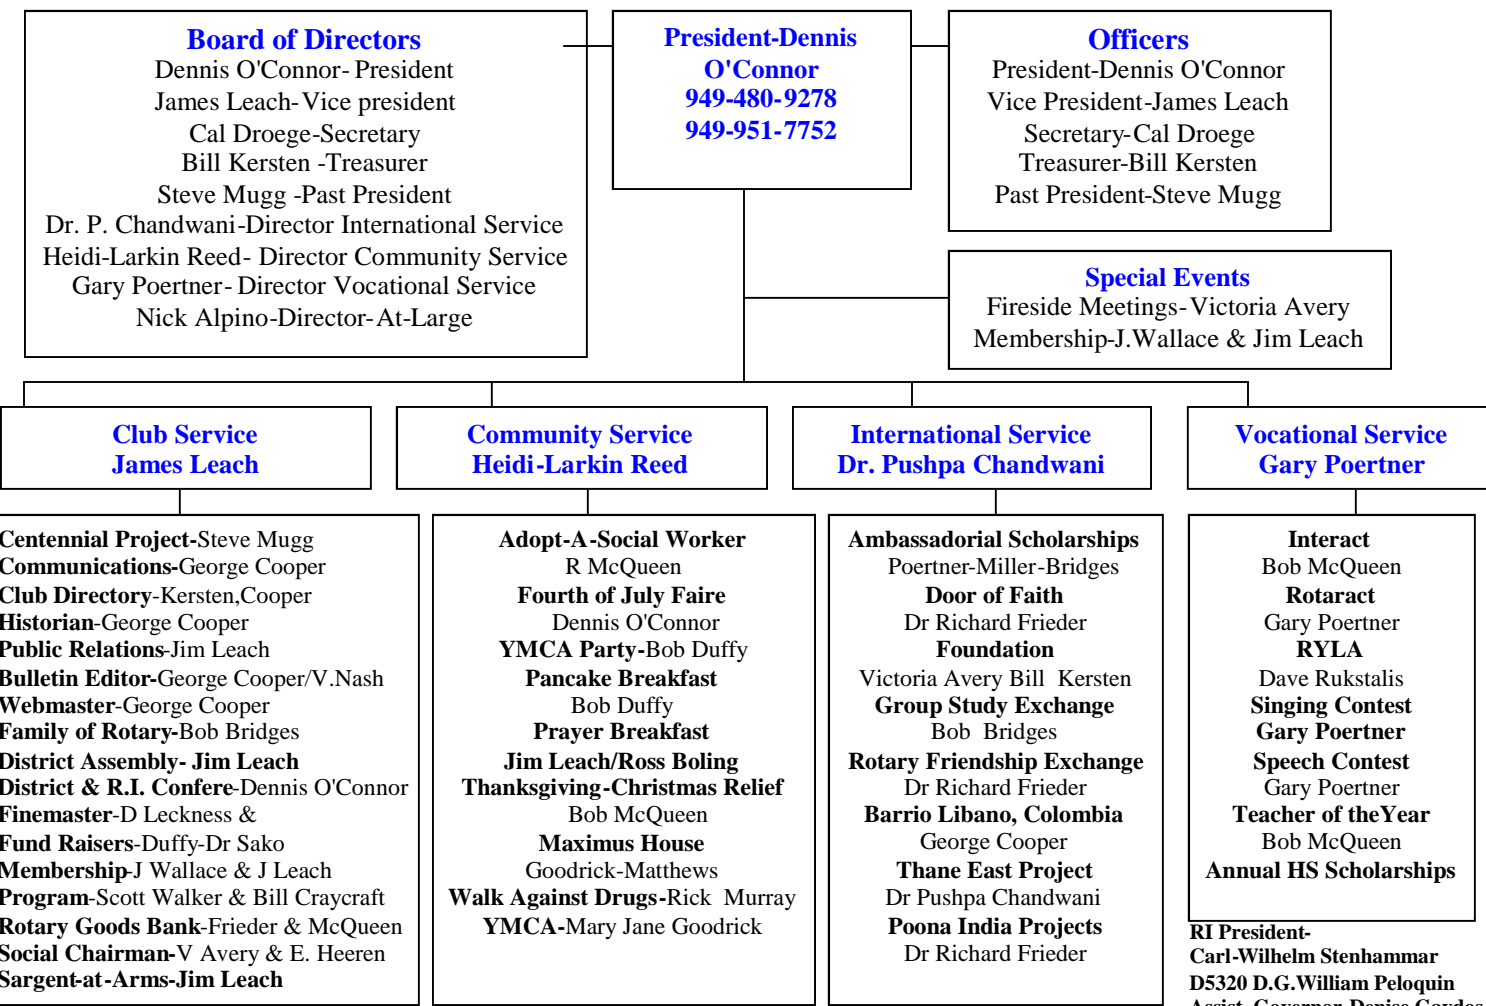 Board of Directors
Dennis O'Connor- President
James Leach-Vice president
Cal Droege-Secretary
Bill Kersten -Treasurer
Steve Mugg -Past President
Dr. P. Chandwani-Director International Service
Heidi-Larkin Reed- Director Community Service
Gary Poertner- Director Vocational Service
Nick Alpino-Director-At-Large
President-Dennis
O'Connor
949-480-9278
949-951-7752
Officers
President-Dennis O'Connor
Vice President-James Leach
Secretary-Cal Droege
Treasurer-Bill Kersten
Past President-Steve Mugg
Special Events
Fireside Meetings-Victoria Avery
Membership-J.Wallace & Jim Leach
Club Service
James Leach
Community Service
Heidi-Larkin Reed
International Service
Dr. Pushpa Chandwani
Vocational Service
Gary Poertner
Centennial Project-Steve Mugg
Communications-George Cooper
Club Directory-Kersten,Cooper
Historian-George Cooper
Public Relations-Jim Leach
Bulletin Editor-George Cooper/V.Nash
Webmaster-George Cooper
Family of Rotary-Bob Bridges
District Assembly- Jim Leach
District & R.I. Confere-Dennis O'Connor
Finemaster-D Leckness &
Fund Raisers-Duffy-Dr Sako
Membership-J Wallace & J Leach
Program-Scott Walker & Bill Craycraft
Rotary Goods Bank-Frieder & McQueen
Social Chairman-V Avery & E. Heeren
Sargent-at-Arms-Jim Leach
Adopt-A-Social Worker
R McQueen
Fourth of July Faire
Dennis O'Connor
YMCA Party-Bob Duffy
Pancake Breakfast
Bob Duffy
Prayer Breakfast
Jim Leach/Ross Boling
Thanksgiving-Christmas Relief
Bob McQueen
Maximus House
Goodrick-Matthews
Walk Against Drugs-Rick Murray
YMCA-Mary Jane Goodrick
Ambassadorial Scholarships
Poertner-Miller-Bridges
Door of Faith
Dr Richard Frieder
Foundation
Victoria Avery Bill Kersten
Group Study Exchange
Bob Bridges
Rotary Friendship Exchange
Dr Richard Frieder
Barrio Libano, Colombia
George Cooper
Thane East Project
Dr Pushpa Chandwani
Poona India Projects
Dr Richard Frieder
Interact
Bob McQueen
Rotaract
Gary Poertner
RYLA
Dave Rukstalis
Singing Contest
Gary Poertner
Speech Contest
Gary Poertner
Teacher of theYear
Bob McQueen
Annual HS Scholarships
RI President-
Carl-Wilhelm Stenhammar
D5320 D.G.William Peloquin
Assist. Governor-Denise Gaydos